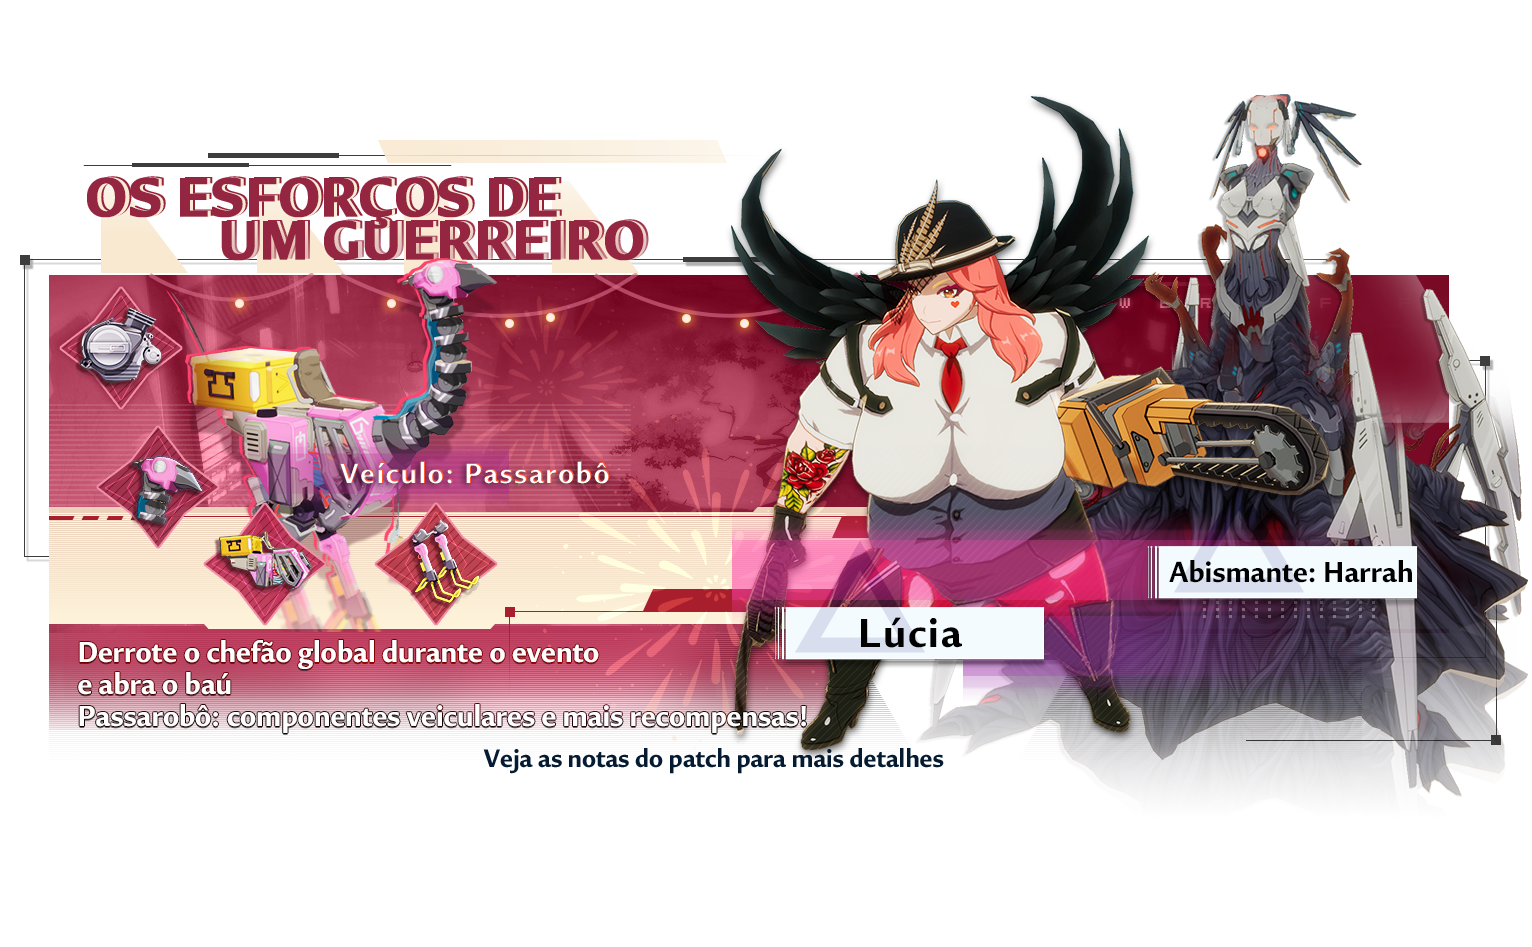 OS ESFORÇOS DE
UM GUERREIRO
Veículo: Passarobô
Abismante: Harrah
Lúcia
Derrote o chefão global durante o evento
e abra o baú
Passarobô: componentes veiculares e mais recompensas!
Veja as notas do patch para mais detalhes